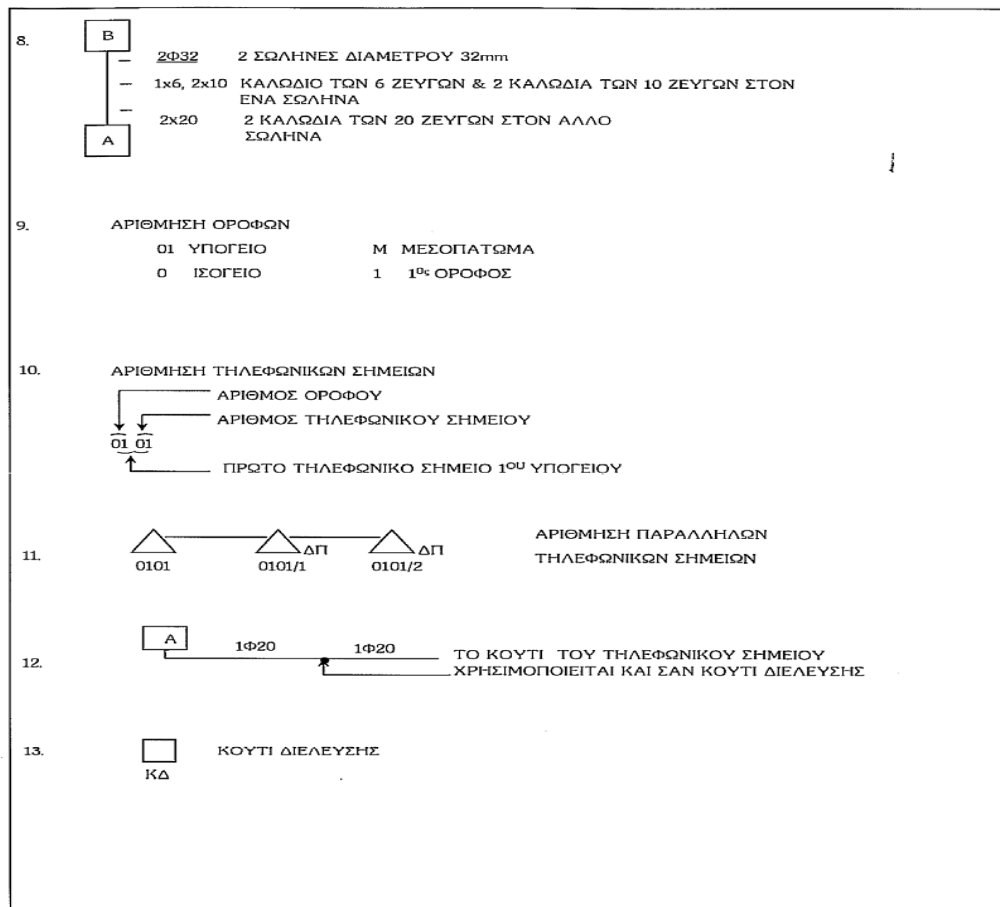 8.
B
2Φ32 2 ΣΩΛΗΝΕΣ ΔΙΑΜΕΤΡΟΥ 32mm
1x6, 2x10 ΚΑΛΩΔΙΟ ΤΩΝ 6 ΖΕΥΓΩΝ & 2 ΚΑΛΩΔΙΑ ΤΩΝ 10 ΖΕΥΓΩΝ ΣΤΟΝ
ΕΝΑ ΣΩΛΗΝΑ
2x20 2 ΚΑΛΩΔΙΑ ΤΩΝ 20 ΖΕΥΓΩΝ ΣΤΟΝ ΑΛΛΟ
ΣΩΛΗΝΑ
A
9. ΑΡΙΘΜΗΣΗ ΟΡΟΦΩΝ
01 ΥΠΟΓΕΙΟ Μ ΜΕΣΟΠΑΤΩΜΑ
0 ΙΣΟΓΕΙΟ 1 1ος ΟΡΟΦΟΣ
10. ΑΡΙΘΜΗΣΗ ΤΗΛΕΦΩΝΙΚΩΝ ΣΗΜΕΙΩΝ
ΑΡΙΘΜΟΣ ΟΡΟΦΟΥ
ΑΡΙΘΜΟΣ ΤΗΛΕΦΩΝΙΚΟΥ ΣΗΜΕΙΟΥ
01 01
ΠΡΩΤΟ ΤΗΛΕΦΩΝΙΚΟ ΣΗΜΕΙΟ 1ΟU ΥΠΟΓΕΙΟΥ
11.
ΔΠ ΔΠ
0101 0101/1 0101/2
ΑΡΙΘΜΗΣΗ ΠΑΡΑΛΛΗΛΩΝ
ΤΗΛΕΦΩΝΙΚΩΝ ΣΗΜΕΙΩΝ
12.
A
1Φ20 1Φ20
ΤΟ ΚΟΥΤΙ ΤΟΥ ΤΗΛΕΦΩΝΙΚΟΥ ΣΗΜΕΙΟΥ
ΧΡΗΣΙΜΟΠΟΙΕΙΤΑΙ ΚΑΙ ΣΑΝ ΚΟΥΤΙ ΔΙΕΛΕΥΣΗΣ
13. ΚΟΥΤΙ ΔΙΕΛΕΥΣΗΣ
ΚΔ